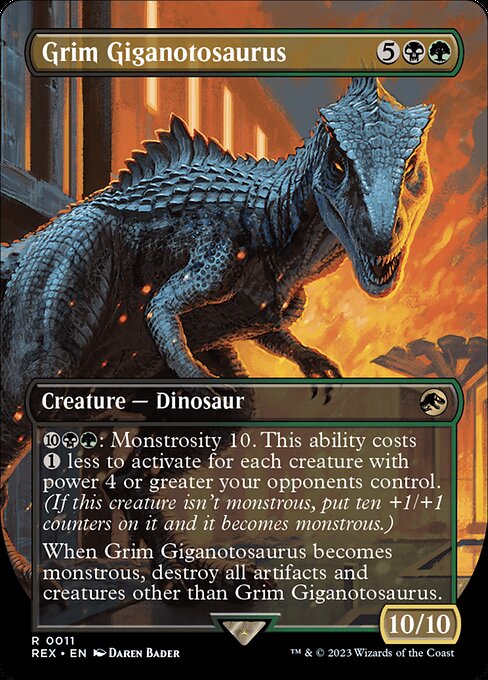 Grim Giganotosaurus 5
Creature — Dinosaur
10: Monstrosity 10. This ability costs
1 less to activate for each creature with
power 4 or greater your opponents control.
(If this creature isn't monstrous, put ten +1/+1
counters on it and it becomes monstrous.)
When Grim Giganotosaurus becomes
monstrous, destroy all artifacts and
creatures other than Grim Giganotosaurus.
10/10
R 0011
REX • EN DAREN BADER
™ & © 2023 Wizards of the Coast